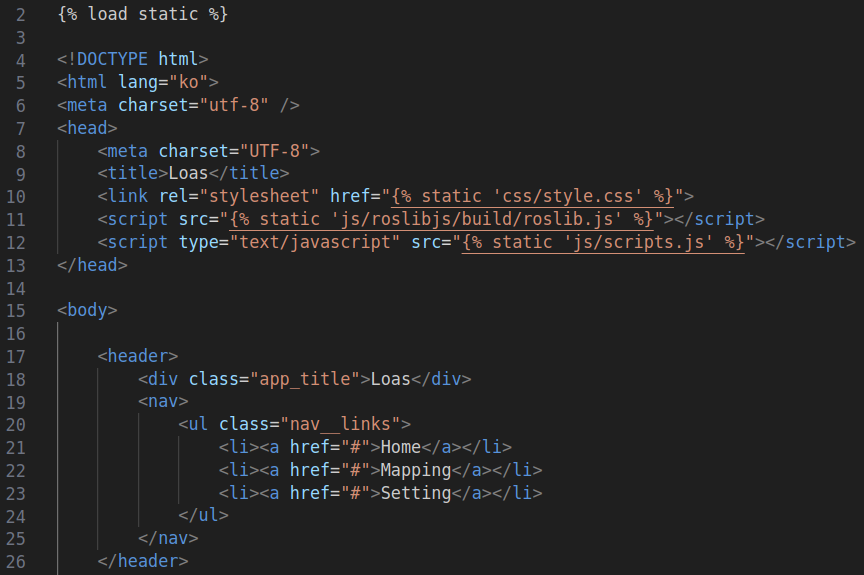 2 {% load static %}
3
4 <!DOCTYPE html>
5 <html lang="ko">
6 <meta charset="utf-8" />
7 <head>
8     <meta charset="UTF-8">
9     <title>Loas</title>
10     <link rel="stylesheet" href="{% static 'css/style.css' %}">
11     <script src="{% static 'js/roslibjs/build/roslib.js' %}"></script>
12     <script type="text/javascript" src="{% static 'js/scripts.js' %}"></script>
13 </head>
14
15 <body>
16
17     <header>
18         <div class="app_title">Loas</div>
19         <nav>
20             <ul class="nav__links">
21                 <li><a href="#">Home</a></li>
22                 <li><a href="#">Mapping</a></li>
23                 <li><a href="#">Setting</a></li>
24             </ul>
25         </nav>
26     </header>